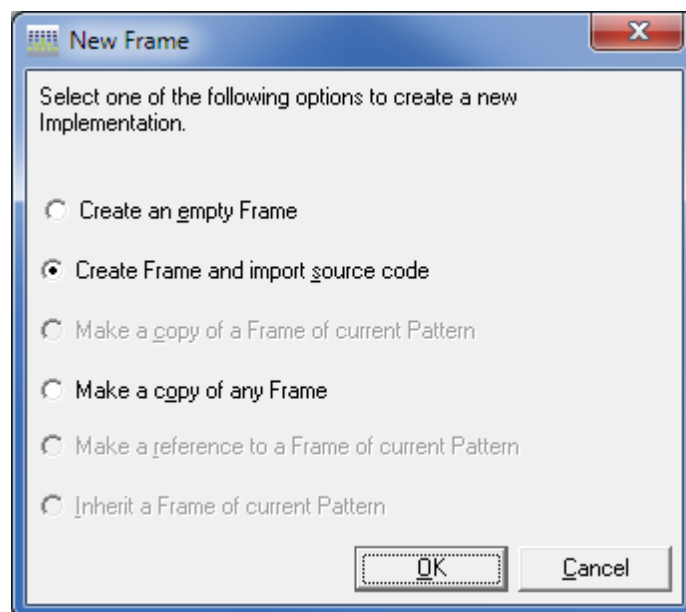 New Frame
Select one of the following options to create a new
Implementation.
Create an empty Frame
Create Frame and import source code
Make a copy of a Frame of current Pattern
Make a copy of any Frame
Make a reference to a Frame of current Pattern
Inherit a Frame of current Pattern
OK Cancel